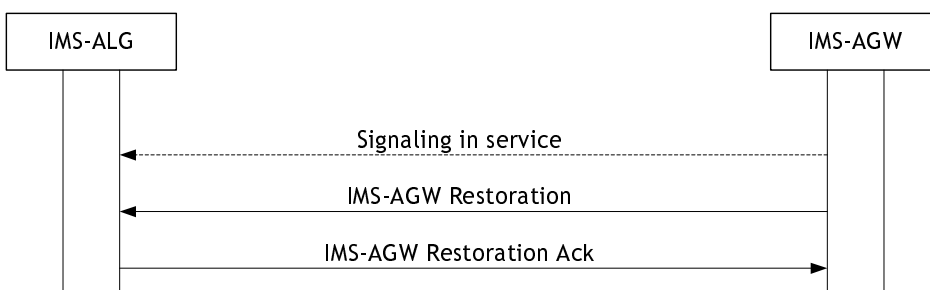 IMS-ALG
IMS-AGW
Signaling in service
IMS-AGW Restoration
IMS-AGW Restoration Ack